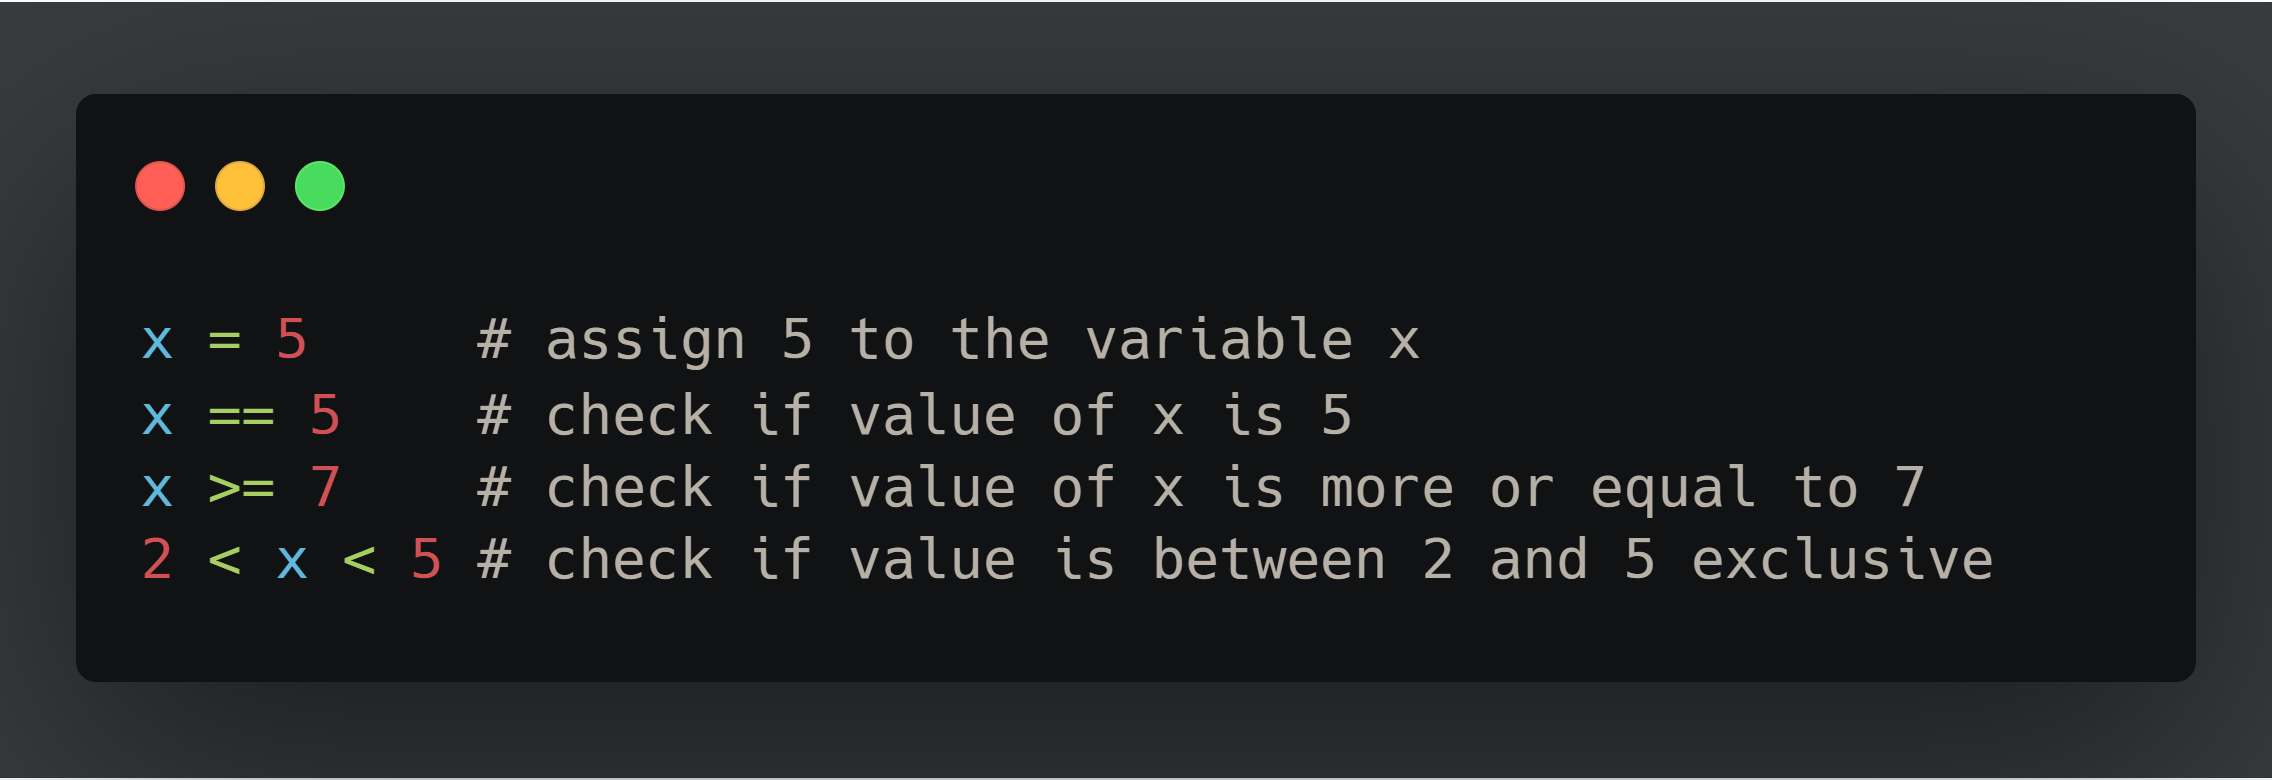 x = 5     # assign 5 to the variable x
x == 5    # check if value of x is 5
x >= 7    # check if value of x is more or equal to 7
2 < x < 5 # check if value is between 2 and 5 exclusive